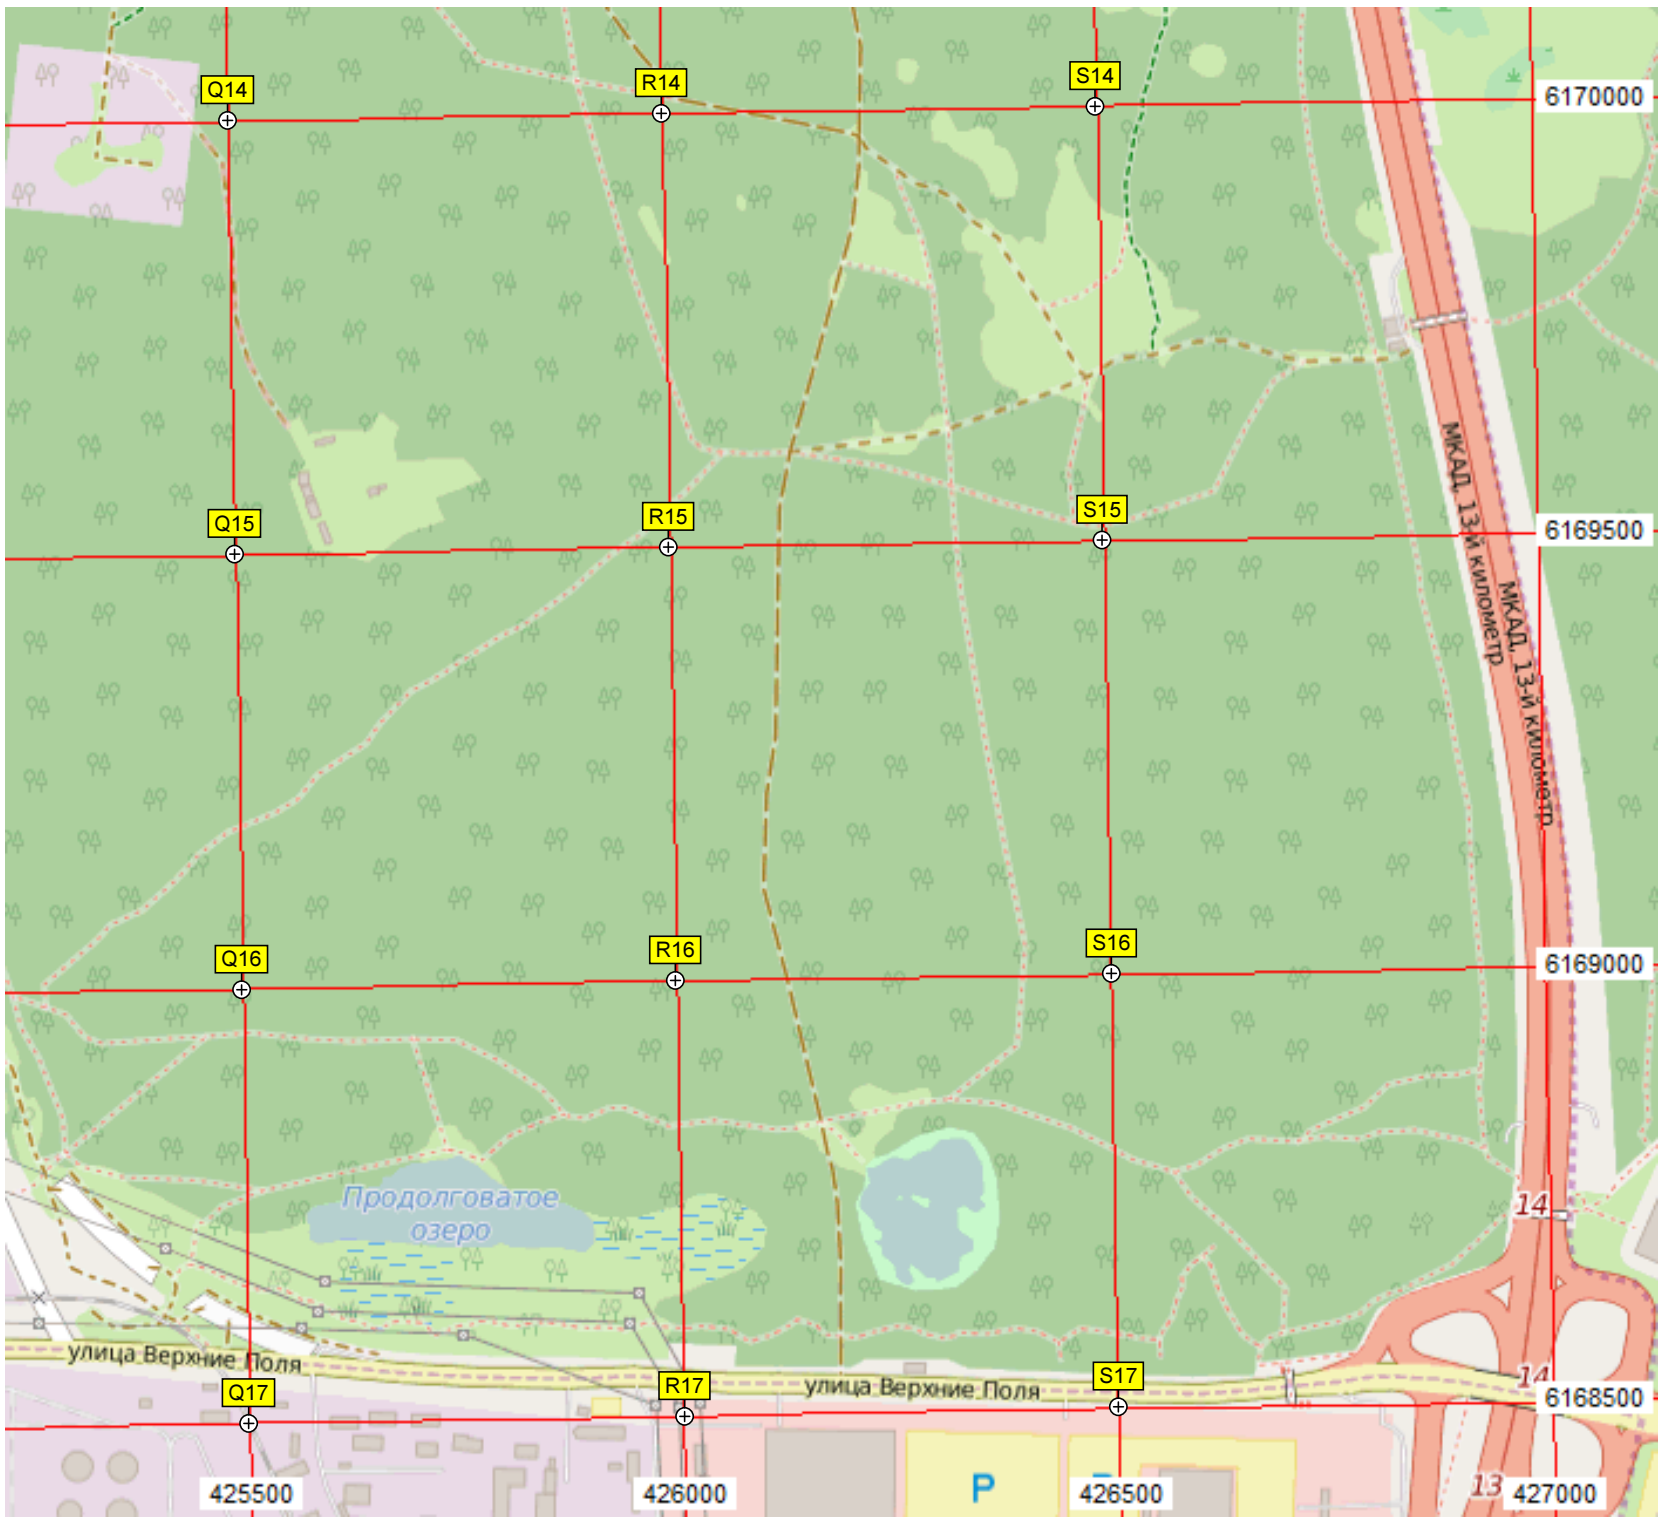 Q14
R14
S14
6170000
Q15
R15
S15
6169500
МКАД, 13-й километр
МКАД, 13-й километр
Q16
R16
S16
6169000
Продолговатое
озеро
14
улица Верхние Поля
улица Верхние Поля
Q17
R17
S17
14
6168500
425500
426000
P
426500
13
427000